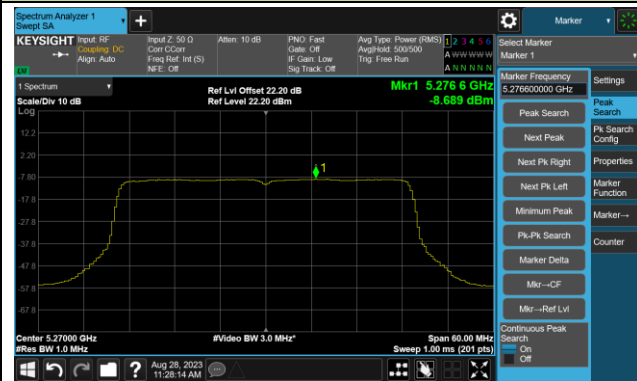 Spectrum Analyzer 1
Swept SA
+
Marker
KEYSIGHT
Input: RF
Coupling: DC
Align: Auto
Input Z: 50 Ω
Corr CCorr
Freq Ref: Int (S)
NFE: Off
Atten: 10 dB
PNO: Fast
Gate: Off
IF Gain: Low
Sig Track: Off
Avg Type: Power (RMS)
Avg|Hold: 500/500
Trig: Free Run
1 2 3 4 5 6
A W W W W W
A N N N N N
Select Marker
Marker 1
LW
1 Spectrum
Scale/Div 10 dB
Log
Ref Lvl Offset 22.20 dB
Ref Level 22.20 dBm
Mkr1 5.276 6 GHz
-8.689 dBm
12.2
2.20
-7.80
-17.8
-27.8
-37.8
-47.8
-57.8
-67.8
1
Center 5.27000 GHz
#Res BW 1.0 MHz
#Video BW 3.0 MHz*
Span 60.00 MHz
Sweep 1.00 ms (201 pts)
Marker Frequency
5.276600000 GHz
Peak Search
Next Peak
Next Pk Right
Next Pk Left
Minimum Peak
Pk-Pk Search
Marker Delta
Mkr→CF
Mkr→Ref Lvl
Continuous Peak
Search
On
Off
Settings
Peak
Search
Pk Search
Config
Properties
Marker
Function
Marker→
Counter
?
Aug 28, 2023
11:28:14 AM